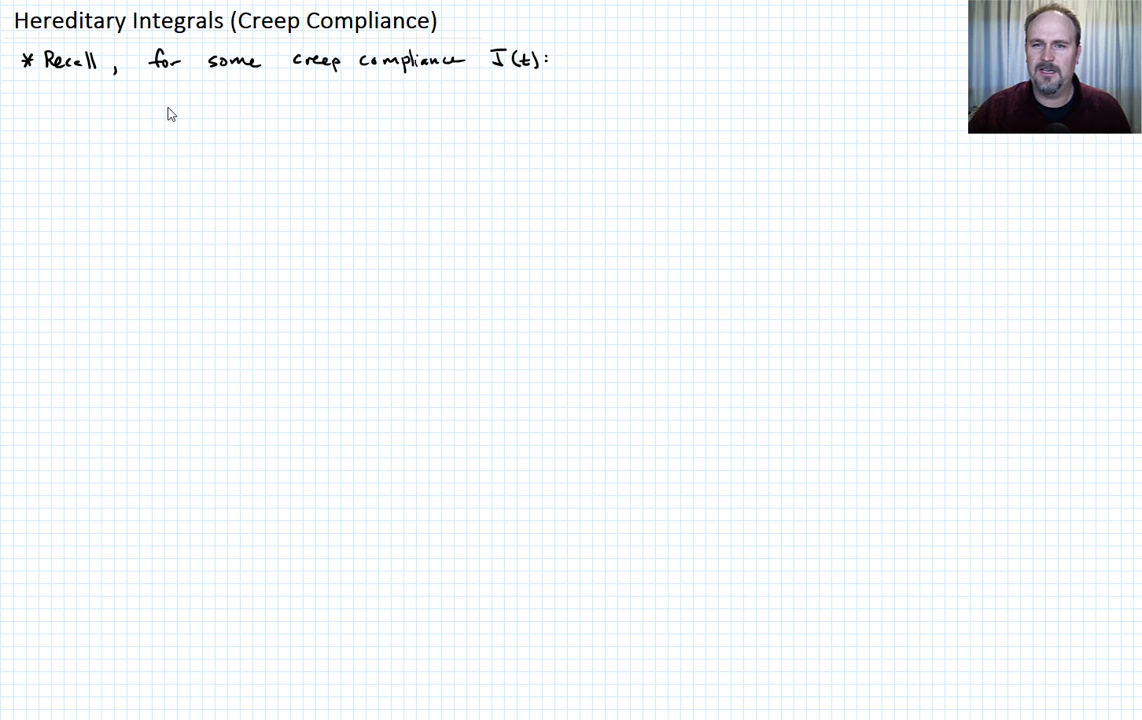 Hereditary Integrals (Creep Compliance)
* Recall, for some creep compliance J(t):